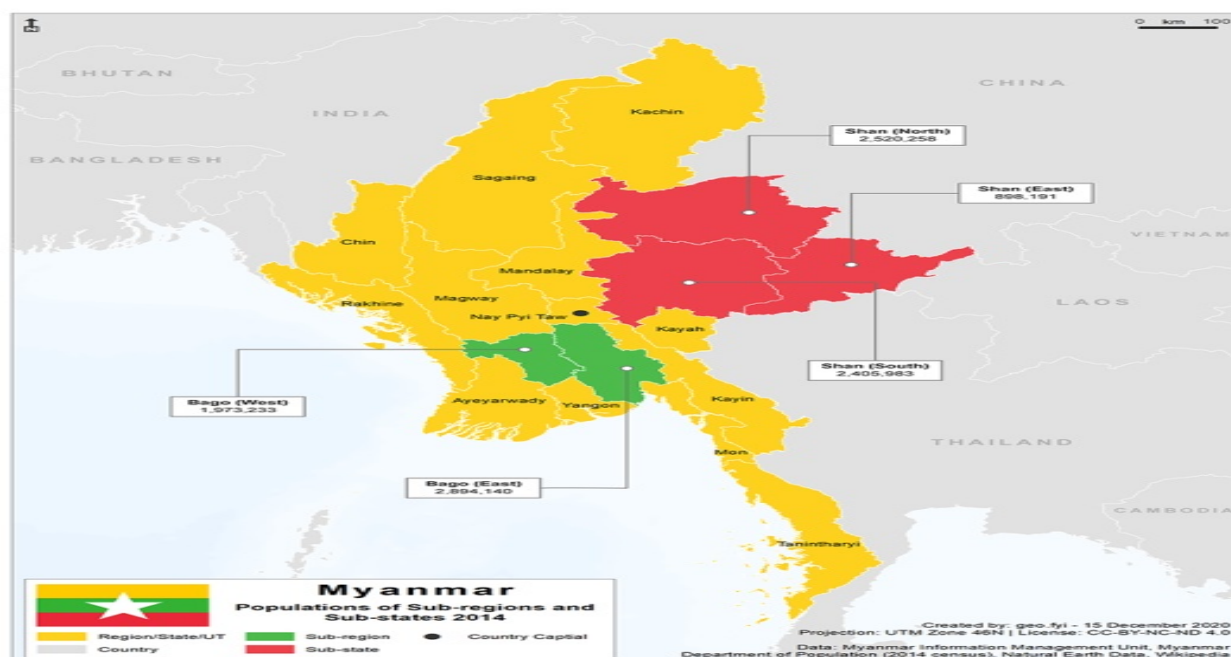 N
0 km 100
BHUTAN
CHINA
INDIA
Kachin
Shan (North)
2,520,258
BANGLADESH
Sagaing
Shan (East)
898,191
VIETNAM
Chin
Mandalay
Rakhine
Magway
LAOS
Nay Pyi Taw
Kayah
Shan (South)
2,405,983
Bago (West)
1,973,233
Ayeyarwady
Yangon
Kayin
THAILAND
Mon
Bago (East)
2,894,140
CAMBODIA
Tanintharyi
Myanmar
Populations of Sub-regions and
Sub-states 2014
Region/State/UT
Sub-region
Country Captial
Country
Sub-state
Created by: geo.fyi - 15 December 2020
Projection: UTM Zone 46N | License: CC-BY-NC-ND 4.0
Data: Myanmar Information Management Unit, Myanmar
Department of Population (2014 census), Natural Earth Data, Wikipedia